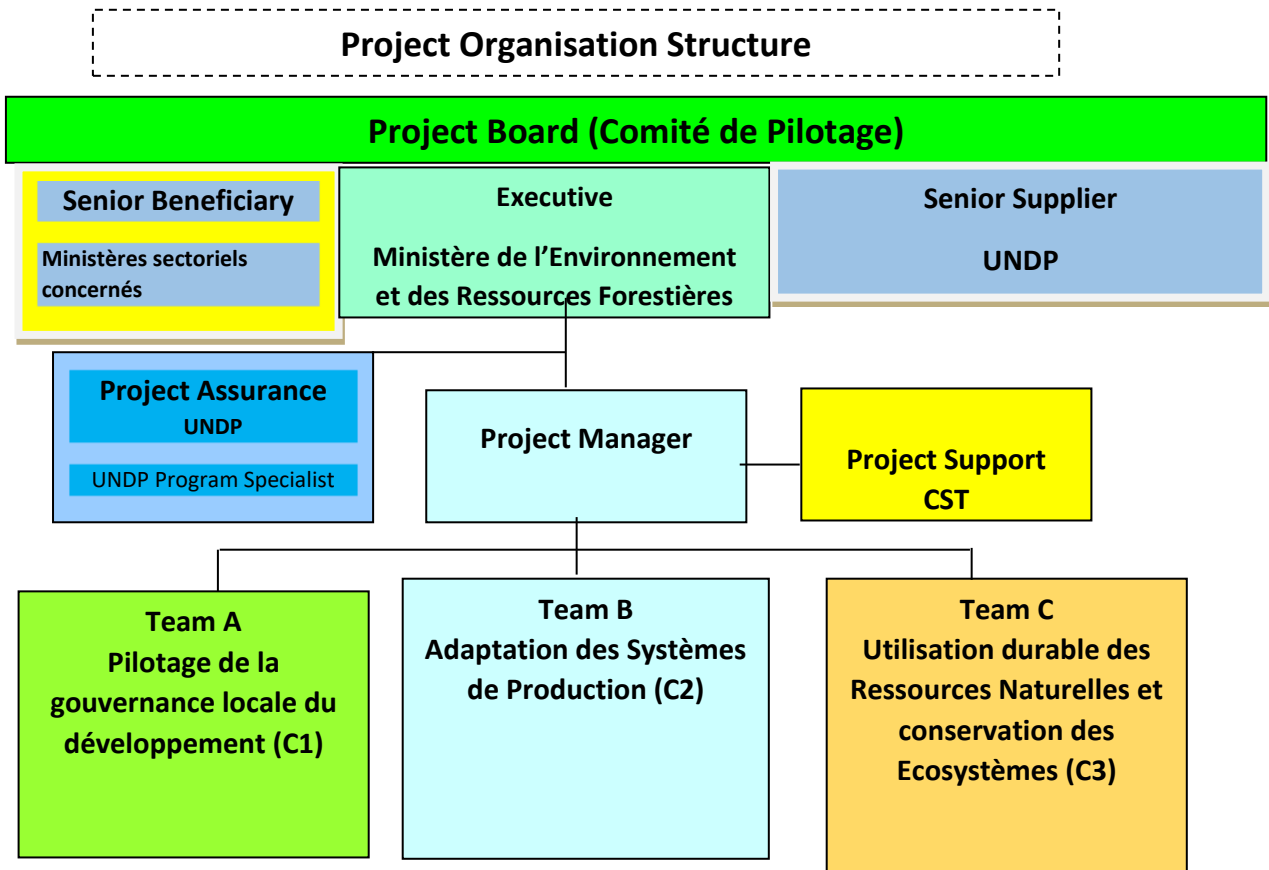 Project Organisation Structure
Project Board (Comité de Pilotage)
Senior Beneficiary
Ministères sectoriels
concernés
Executive
Ministère de l’Environnement
et des Ressources Forestières
Senior Supplier
UNDP
Project Assurance
UNDP
UNDP Program Specialist
Project Manager
Project Support
CST
Team A
Pilotage de la
gouvernance locale du
développement (C1)
Team B
Adaptation des Systèmes
de Production (C2)
Team C
Utilisation durable des
Ressources Naturelles et
conservation des
Ecosystèmes (C3)